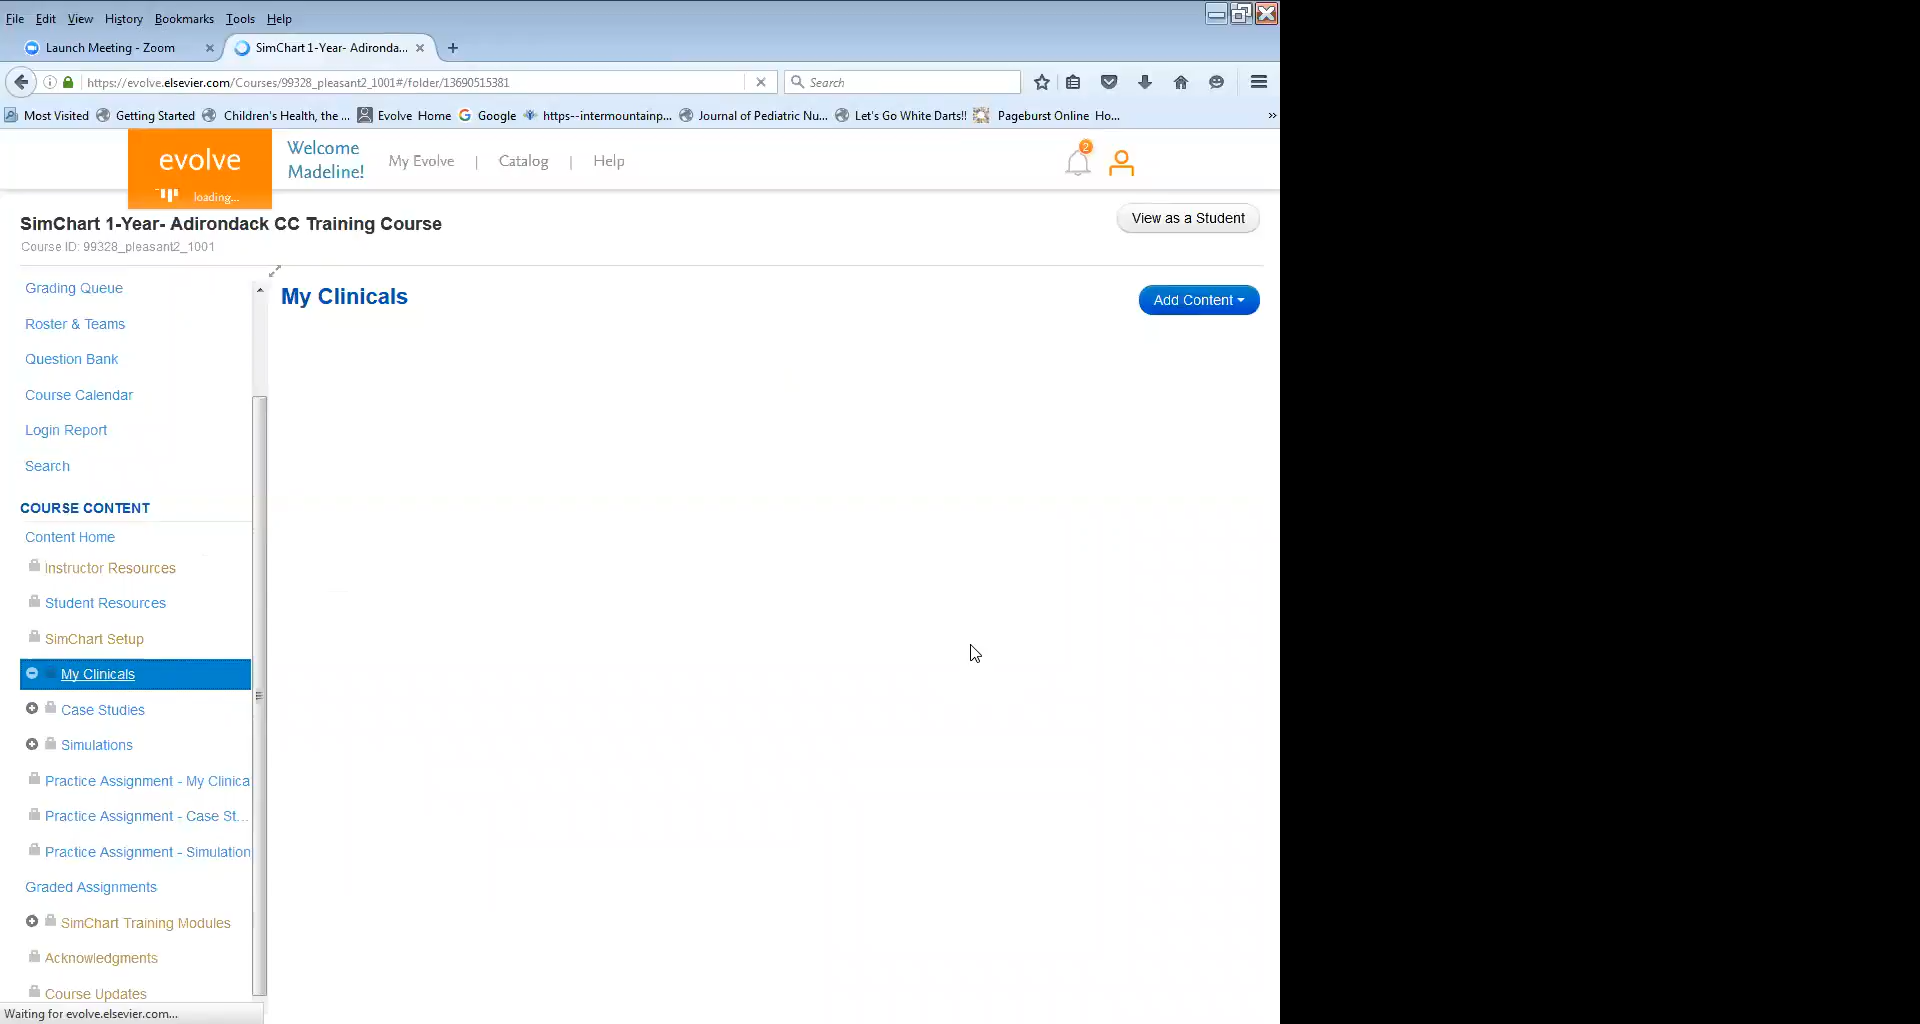 File Edit View History Bookmarks Tools Help
Launch Meeting - Zoom
SimChart 1-Year- Adironda...
https://evolve.elsevier.com/Courses/99328_pleasant2_1001#/folder/13690515381
Search
Most Visited Getting Started Children's Health, the ... Evolve Home Google https--intermountainp... Journal of Pediatric Nu... Let's Go White Darts!! Pageburst Online Ho... »
evolve
loading...
Welcome
Madeline!
My Evolve | Catalog | Help
2
SimChart 1-Year- Adirondack CC Training Course
View as a Student
Course ID: 99328_pleasant2_1001
Grading Queue
Roster & Teams
Question Bank
Course Calendar
Login Report
Search
COURSE CONTENT
Content Home
Instructor Resources
Student Resources
SimChart Setup
My Clinicals
Case Studies
Simulations
Practice Assignment - My Clinica
Practice Assignment - Case St...
Practice Assignment - Simulation
Graded Assignments
SimChart Training Modules
Acknowledgments
Course Updates
My Clinicals
Add Content
Waiting for evolve.elsevier.com...